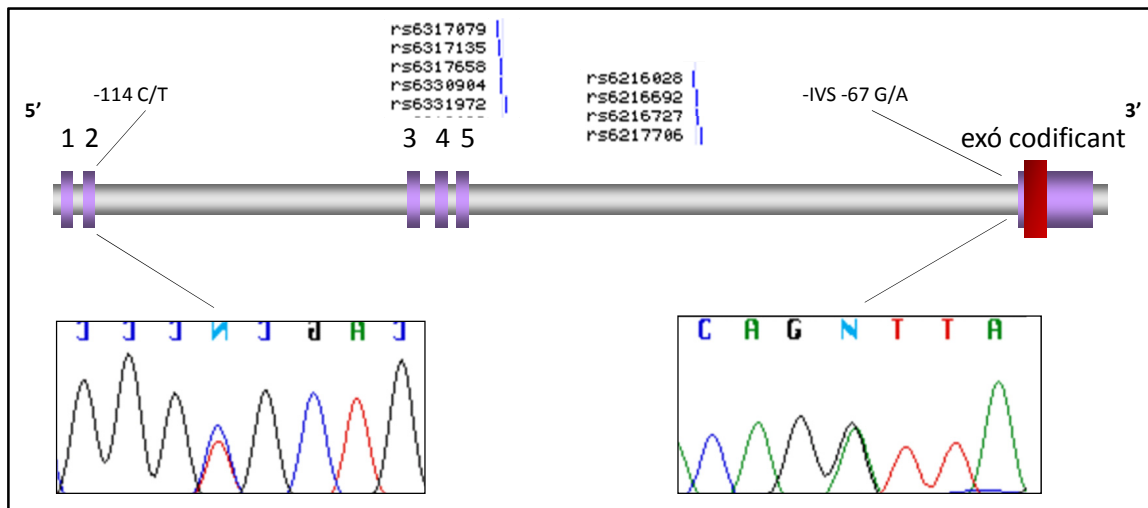 rs6317079
rs6317135
rs6317658
rs6330904
rs6331972
rs6216028
rs6216692
rs6216727
rs6217706
-114 C/T
-IVS -67 G/A
5’
3’
1 2
3 4 5
exó codificant
C C C N C G A C
C A G N T T A